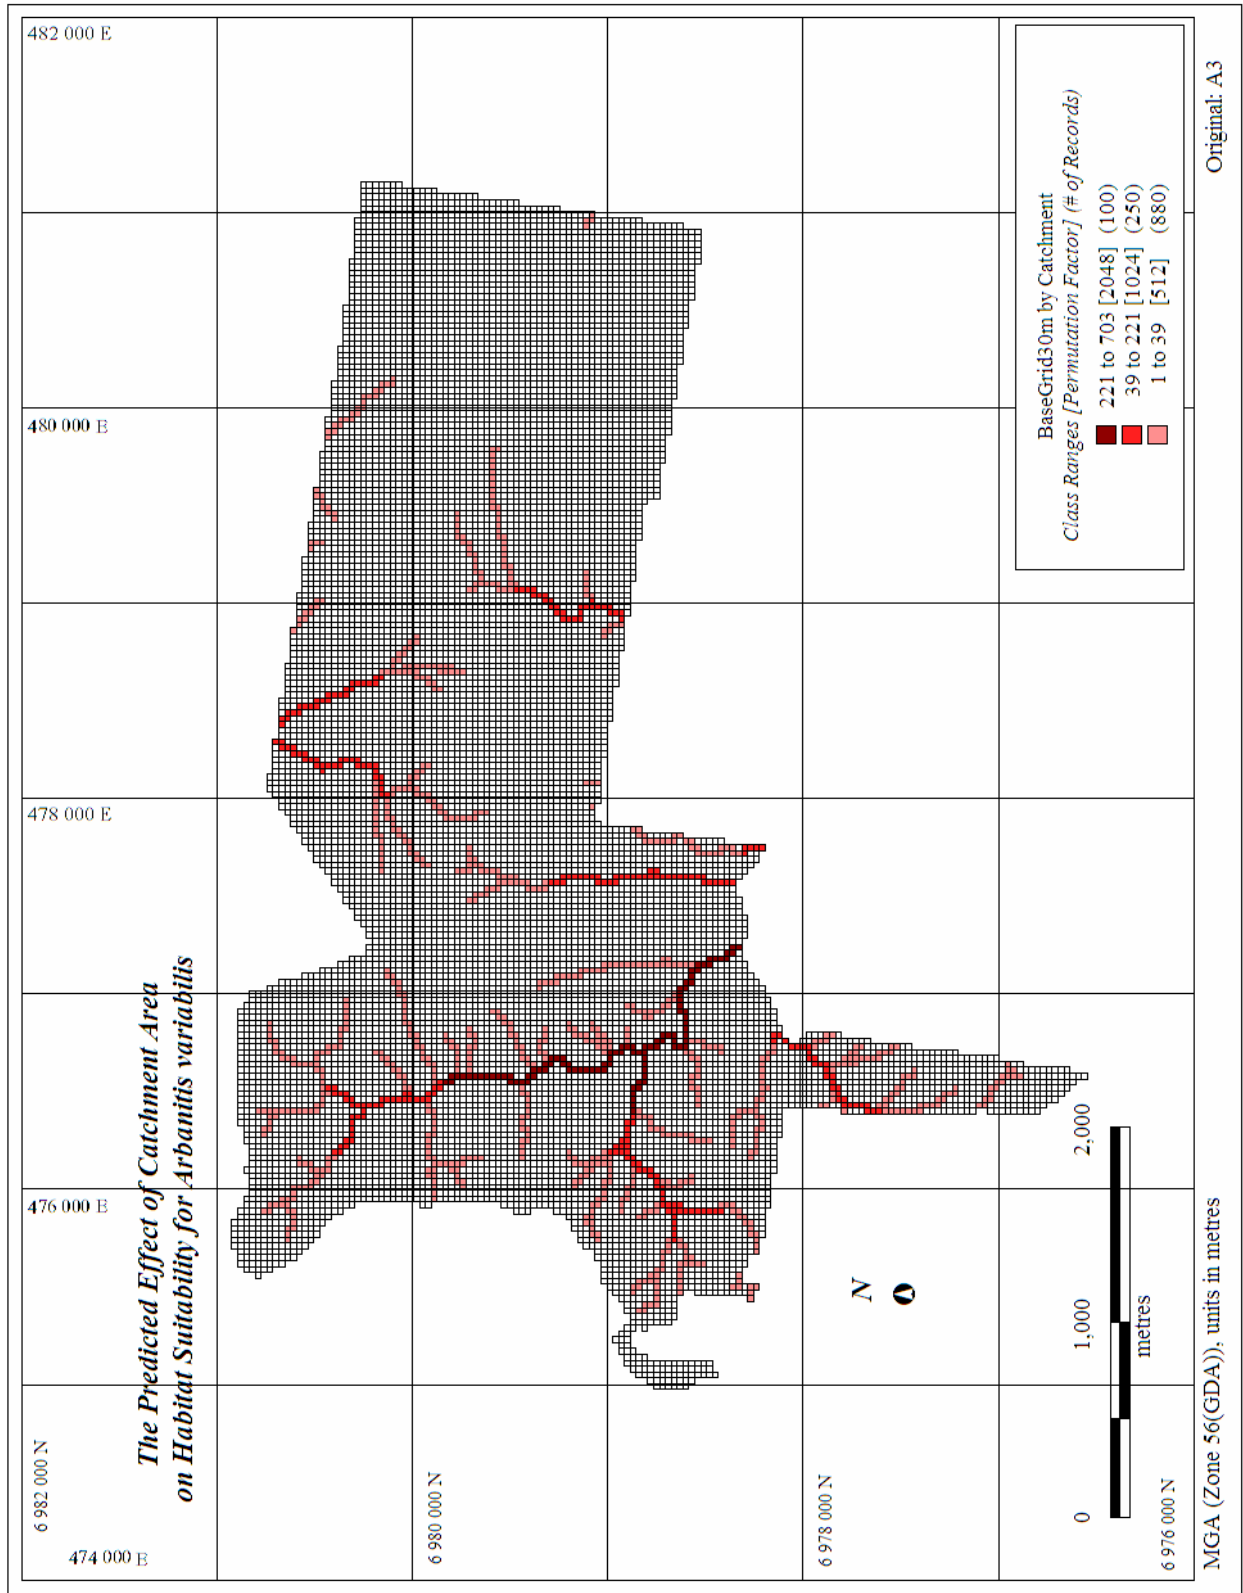 The Predicted Effect of Catchment Area
on Habitat Suitability for Arbanitis variabilis
6 982 000 N
6 980 000 N
6 978 000 N
6 976 000 N
474 000 E
476 000 E
478 000 E
480 000 E
482 000 E
N
0 1,000 2,000
metres
BaseGrid30m by Catchment
Class Ranges [Permutation Factor] (# of Records)
221 to 703 [2048] (100)
39 to 221 [1024] (250)
1 to 39 [512] (880)
MGA (Zone 56(GDA)), units in metres
Original: A3